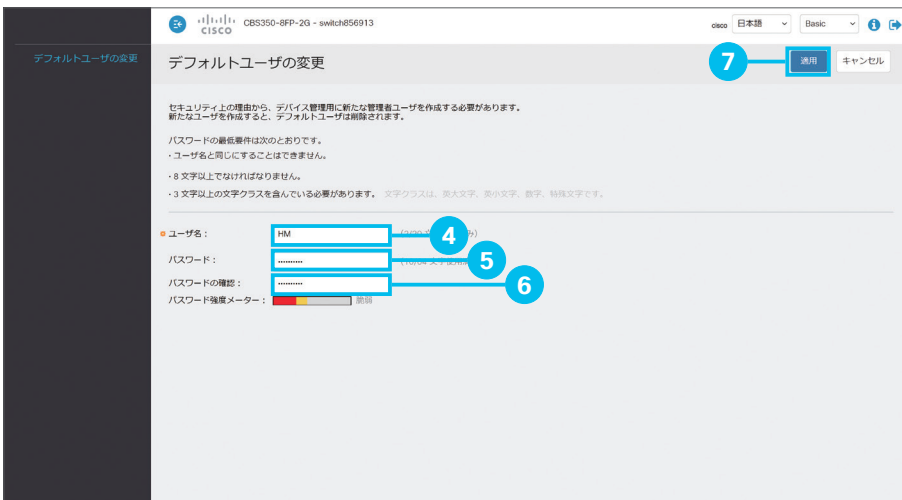 CISCO
CBS350-8FP-2G - switch856913
cisco 日本語 Basic
デフォルトユーザの変更
デフォルトユーザの変更
7
適用
キャンセル
セキュリティ上の理由から、デバイス管理用に新たな管理者ユーザを作成する必要があります。
新たなユーザを作成すると、デフォルトユーザは削除されます。
パスワードの最低要件は次のとおりです。
・ユーザ名と同じにすることはできません。
・8 文字以上でなければなりません。
・3 文字以上の文字クラスを含んでいる必要があります。 文字クラスは、英大文字、英小文字、数字、特殊文字です。
ユーザ名： HM 4
パスワード： •••••••••• 5
パスワードの確認： •••••••••• 6
パスワード強度メーター： 脆弱